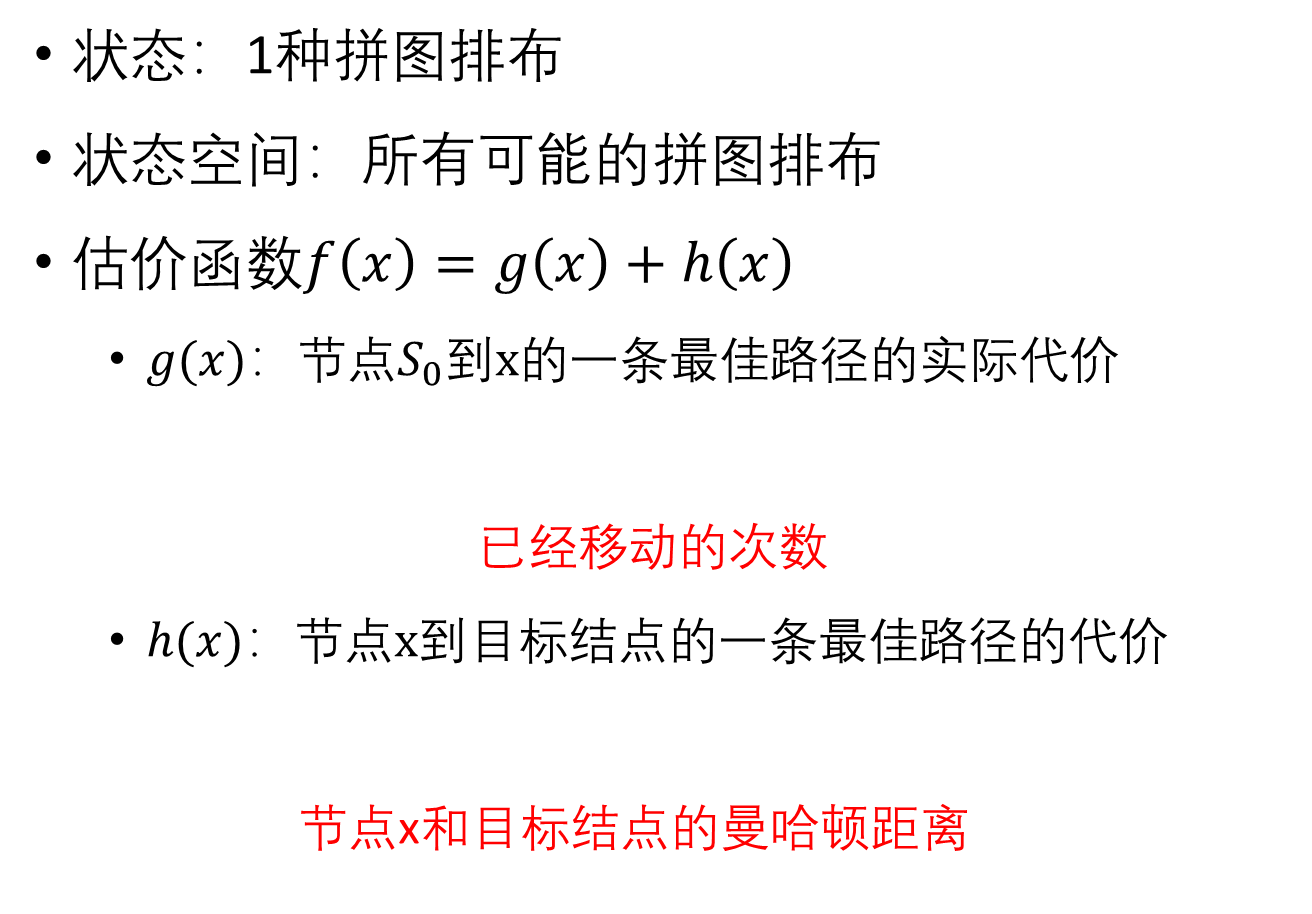 • 状态：1种拼图排布
• 状态空间：所有可能的拼图排布
• 估价函数f(x) = g(x) + h(x)
• g(x)：节点S₀到x的一条最佳路径的实际代价
已经移动的次数
• h(x)：节点x到目标结点的一条最佳路径的代价
节点x和目标结点的曼哈顿距离